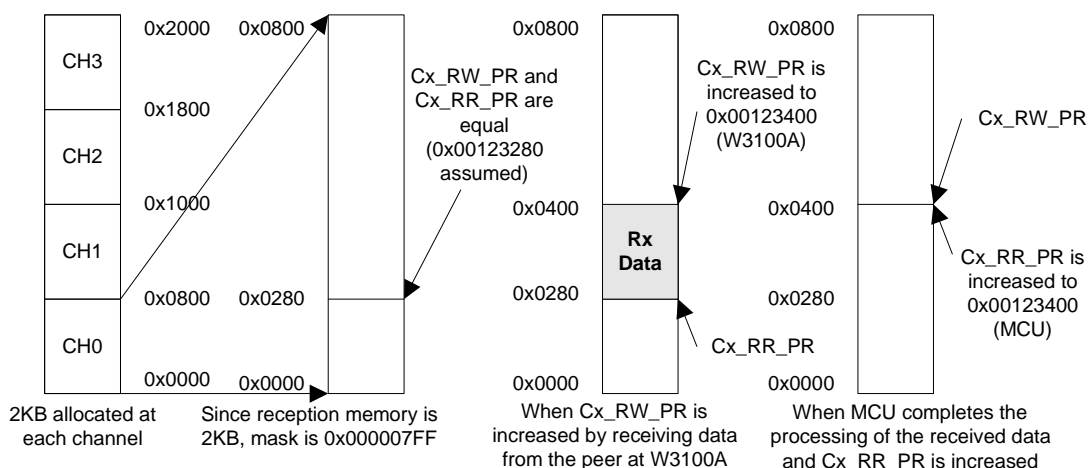 CH3
CH2
CH1
CH0
0x2000
0x1800
0x1000
0x0800
0x0000
2KB allocated at
each channel
0x0800
0x0280
0x0000
Cx_RW_PR and
Cx_RR_PR are
equal
(0x00123280
assumed)
Since reception memory is
2KB, mask is 0x000007FF
0x0800
0x0400
0x0280
0x0000
Rx
Data
Cx_RW_PR is
increased to
0x00123400
(W3100A)
Cx_RR_PR
When Cx_RW_PR is
increased by receiving data
from the peer at W3100A
0x0800
0x0400
0x0280
0x0000
Cx_RW_PR
Cx_RR_PR is
increased to
0x00123400
(MCU)
When MCU completes the
processing of the received data
and Cx_RR_PR is increased